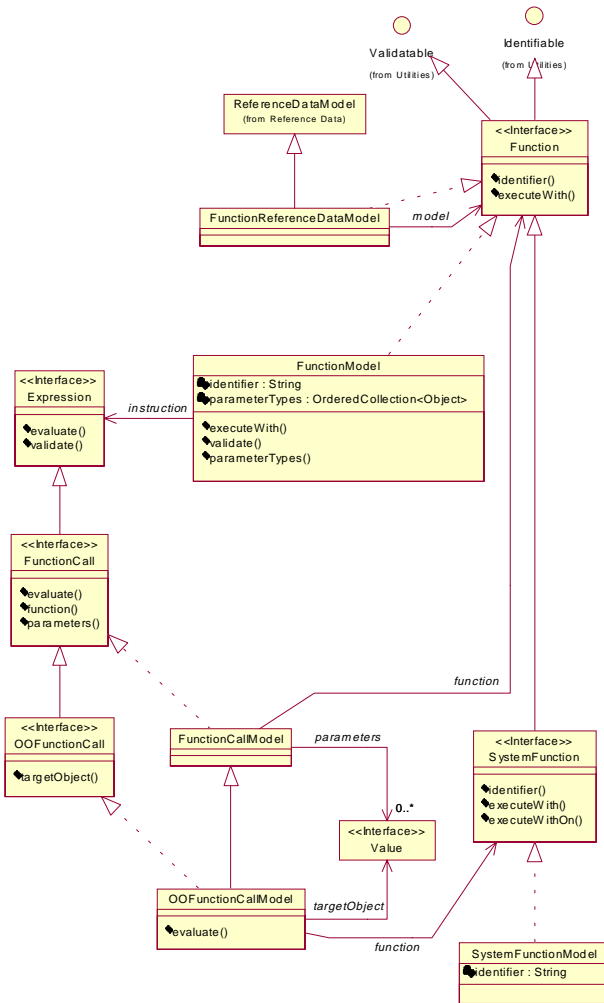 Validatable
(from Utilities)
Identifiable
(from Utilities)
ReferenceDataModel
(from Reference Data)
<<Interface>>
Function
identifier()
executeWith()
FunctionReferenceDataModel
model
FunctionModel
identifier : String
parameterTypes : OrderedCollection<Object>
executeWith()
validate()
parameterTypes()
<<Interface>>
Expression
evaluate()
validate()
instruction
<<Interface>>
FunctionCall
evaluate()
function()
parameters()
function
<<Interface>>
OOFunctionCall
targetObject()
FunctionCallModel
parameters
0..*
<<Interface>>
SystemFunction
identifier()
executeWith()
executeWithOn()
<<Interface>>
Value
OOFunctionCallModel
evaluate()
targetObject
function
SystemFunctionModel
identifier : String